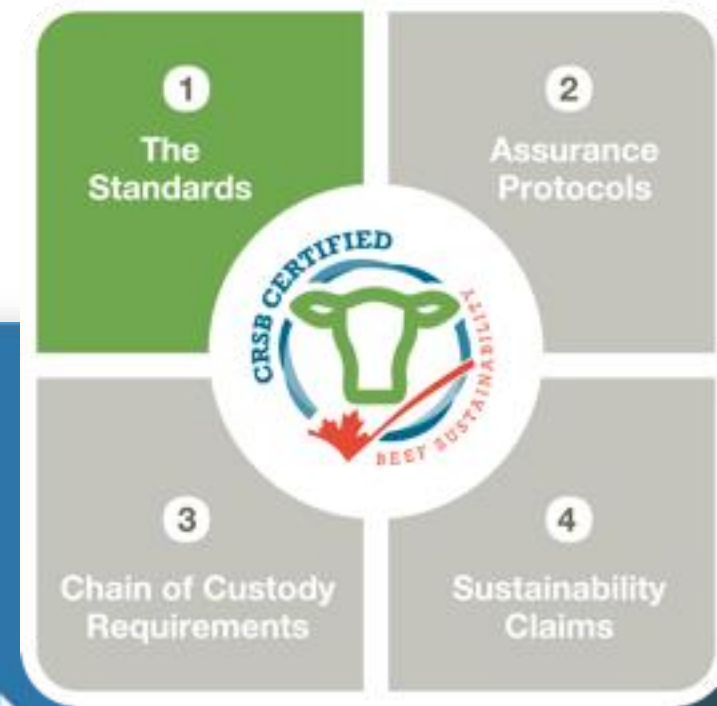 1
The
Standards
2
Assurance
Protocols
CRSB CERTIFIED
BEEF SUSTAINABILITY
3
Chain of Custody
Requirements
4
Sustainability
Claims